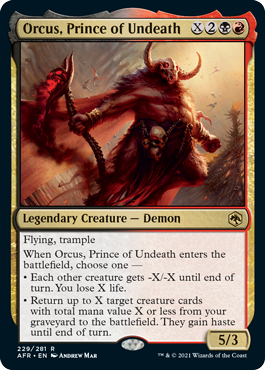 Orcus, Prince of Undeath X 2
Legendary Creature — Demon
Flying, trample
When Orcus, Prince of Undeath enters the
battlefield, choose one —
• Each other creature gets -X/-X until end of
turn. You lose X life.
• Return up to X target creature cards
with total mana value X or less from your
graveyard to the battlefield. They gain haste
until end of turn.
5/3
229/281 R
AFR • EN ANDREW MAR
™ & © 2021 Wizards of the Coast